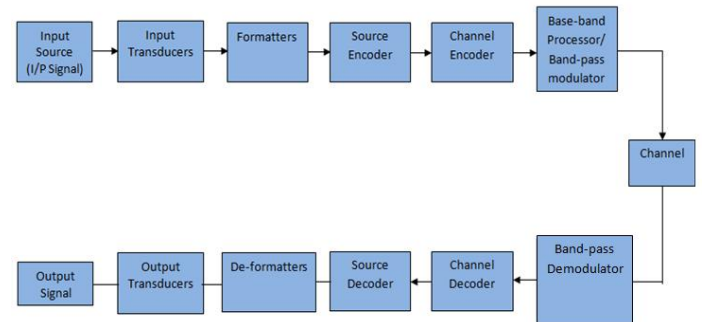 Input
Source
(I/P Signal)
Input
Transducers
Formatters
Source
Encoder
Channel
Encoder
Base-band
Processor/
Band-pass
modulator
Channel
Band-pass
Demodulator
Channel
Decoder
Source
Decoder
De-formatters
Output
Transducers
Output
Signal